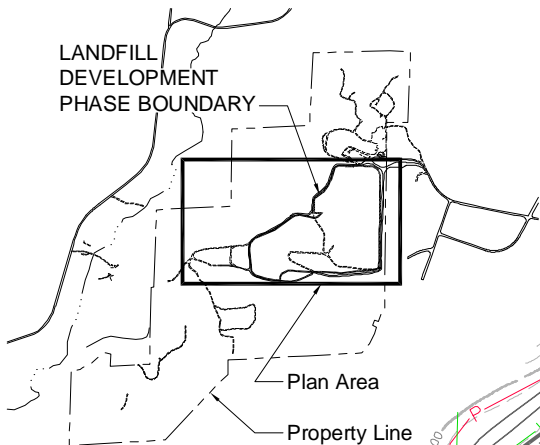 LANDFILL
DEVELOPMENT
PHASE BOUNDARY
Plan Area
Property Line
P